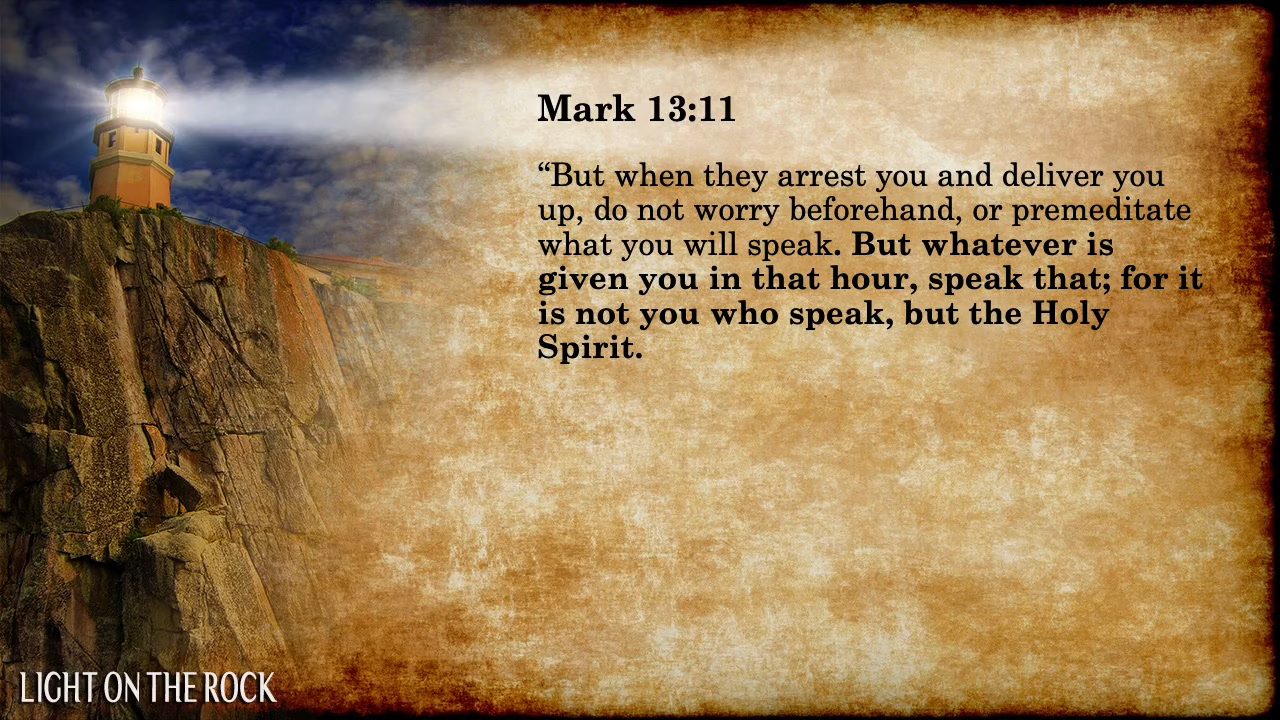 Mark 13:11
“But when they arrest you and deliver you
up, do not worry beforehand, or premeditate
what you will speak. But whatever is
given you in that hour, speak that; for it
is not you who speak, but the Holy
Spirit.
LIGHT ON THE ROCK